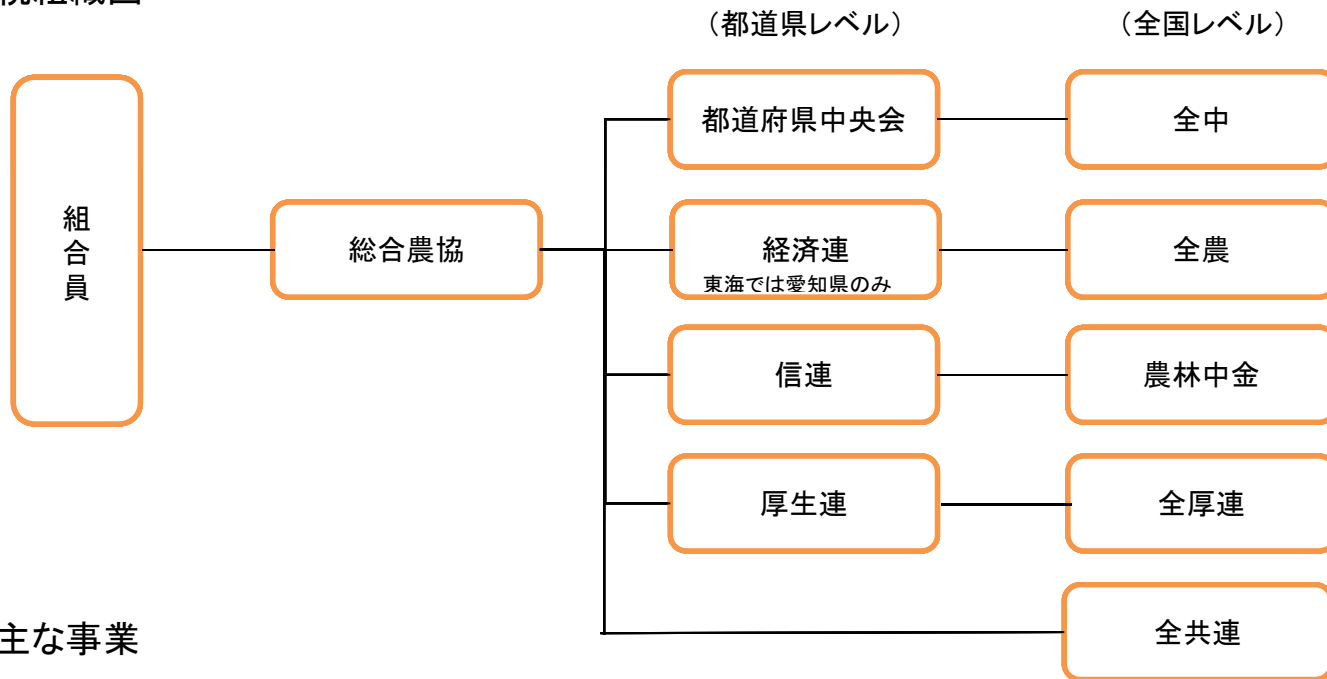 組織図
（都道県レベル）
（全国レベル）
組合員
総合農協
都道府県中央会
全中
経済連
東海では愛知県のみ
全農
信連
農林中金
厚生連
全厚連
全共連
主な事業